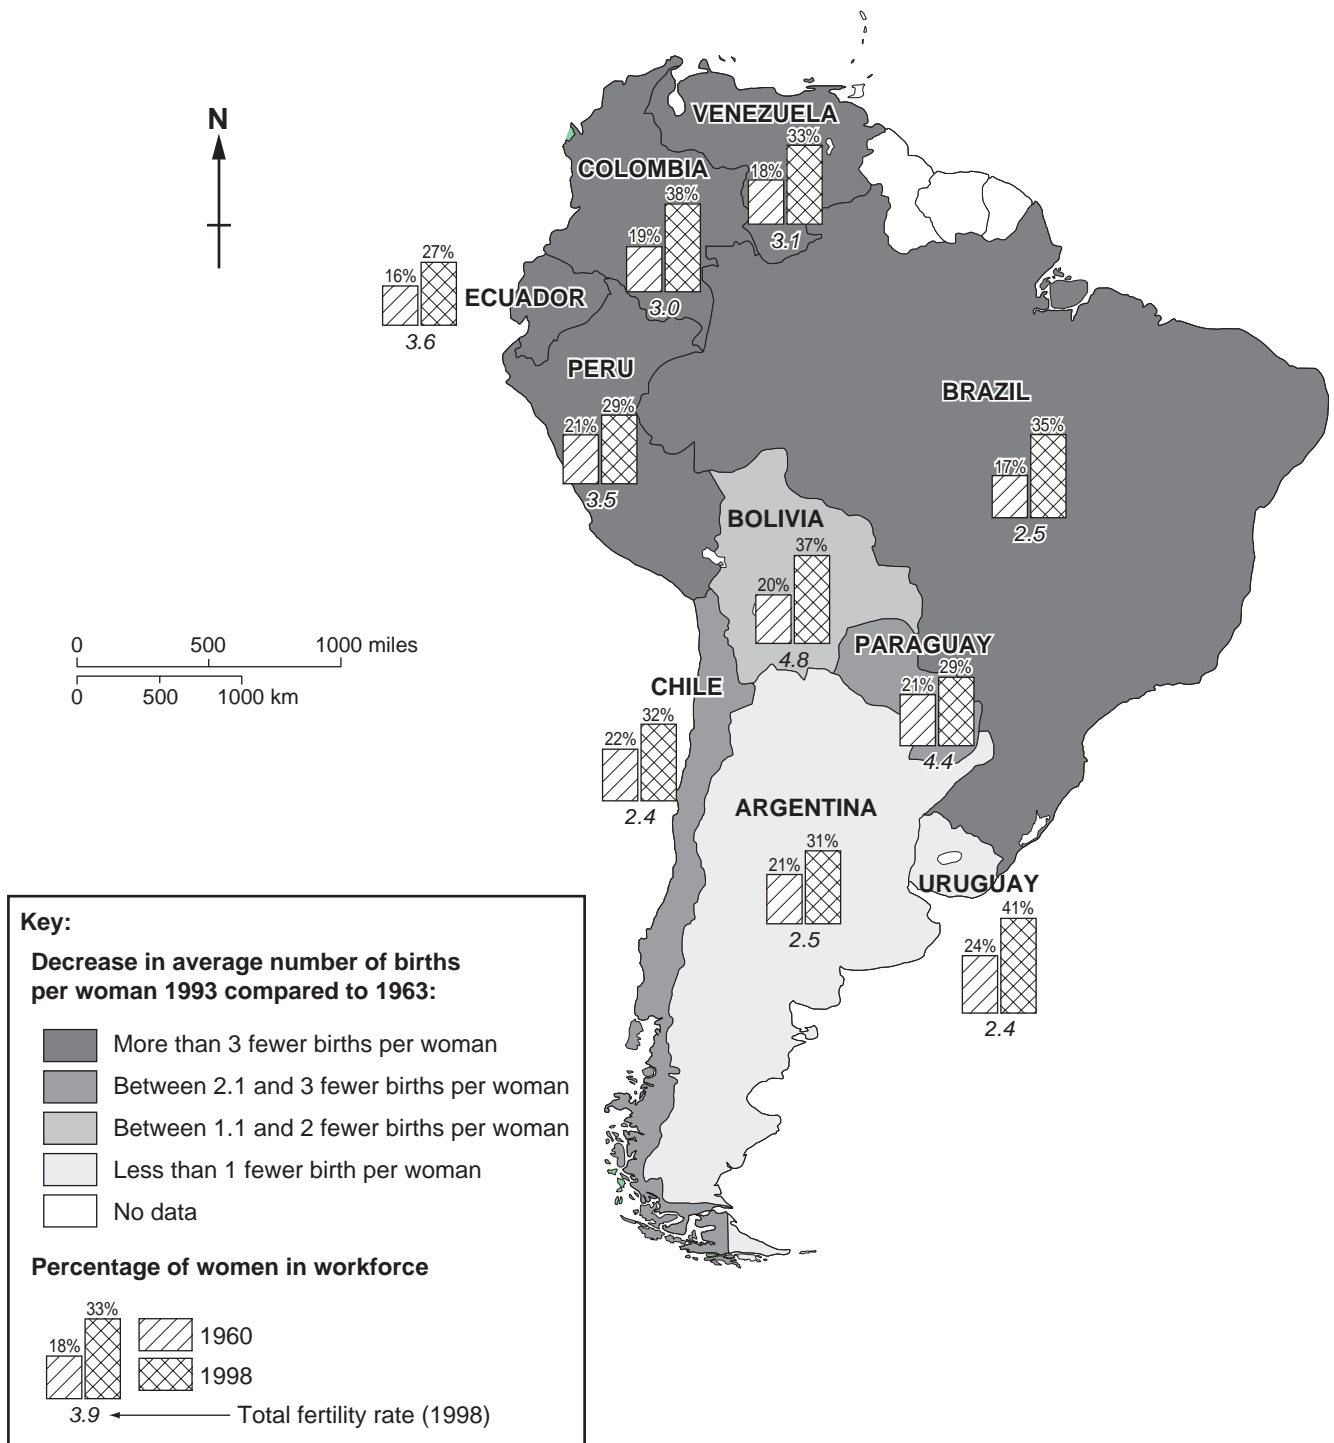 N
VENEZUELA
18%
33%
3.1
COLOMBIA
19%
38%
3.0
16%
27%
ECUADOR
3.6
PERU
21%
29%
3.5
BRAZIL
17%
35%
2.5
BOLIVIA
20%
37%
4.8
PARAGUAY
21%
29%
4.4
0 500 1000 miles
0 500 1000 km
CHILE
22%
32%
2.4
ARGENTINA
21%
31%
2.5
URUGUAY
24%
41%
2.4
Key:
Decrease in average number of births
per woman 1993 compared to 1963:
More than 3 fewer births per woman
Between 2.1 and 3 fewer births per woman
Between 1.1 and 2 fewer births per woman
Less than 1 fewer birth per woman
No data
Percentage of women in workforce
18%
33%
1960
1998
3.9
Total fertility rate (1998)